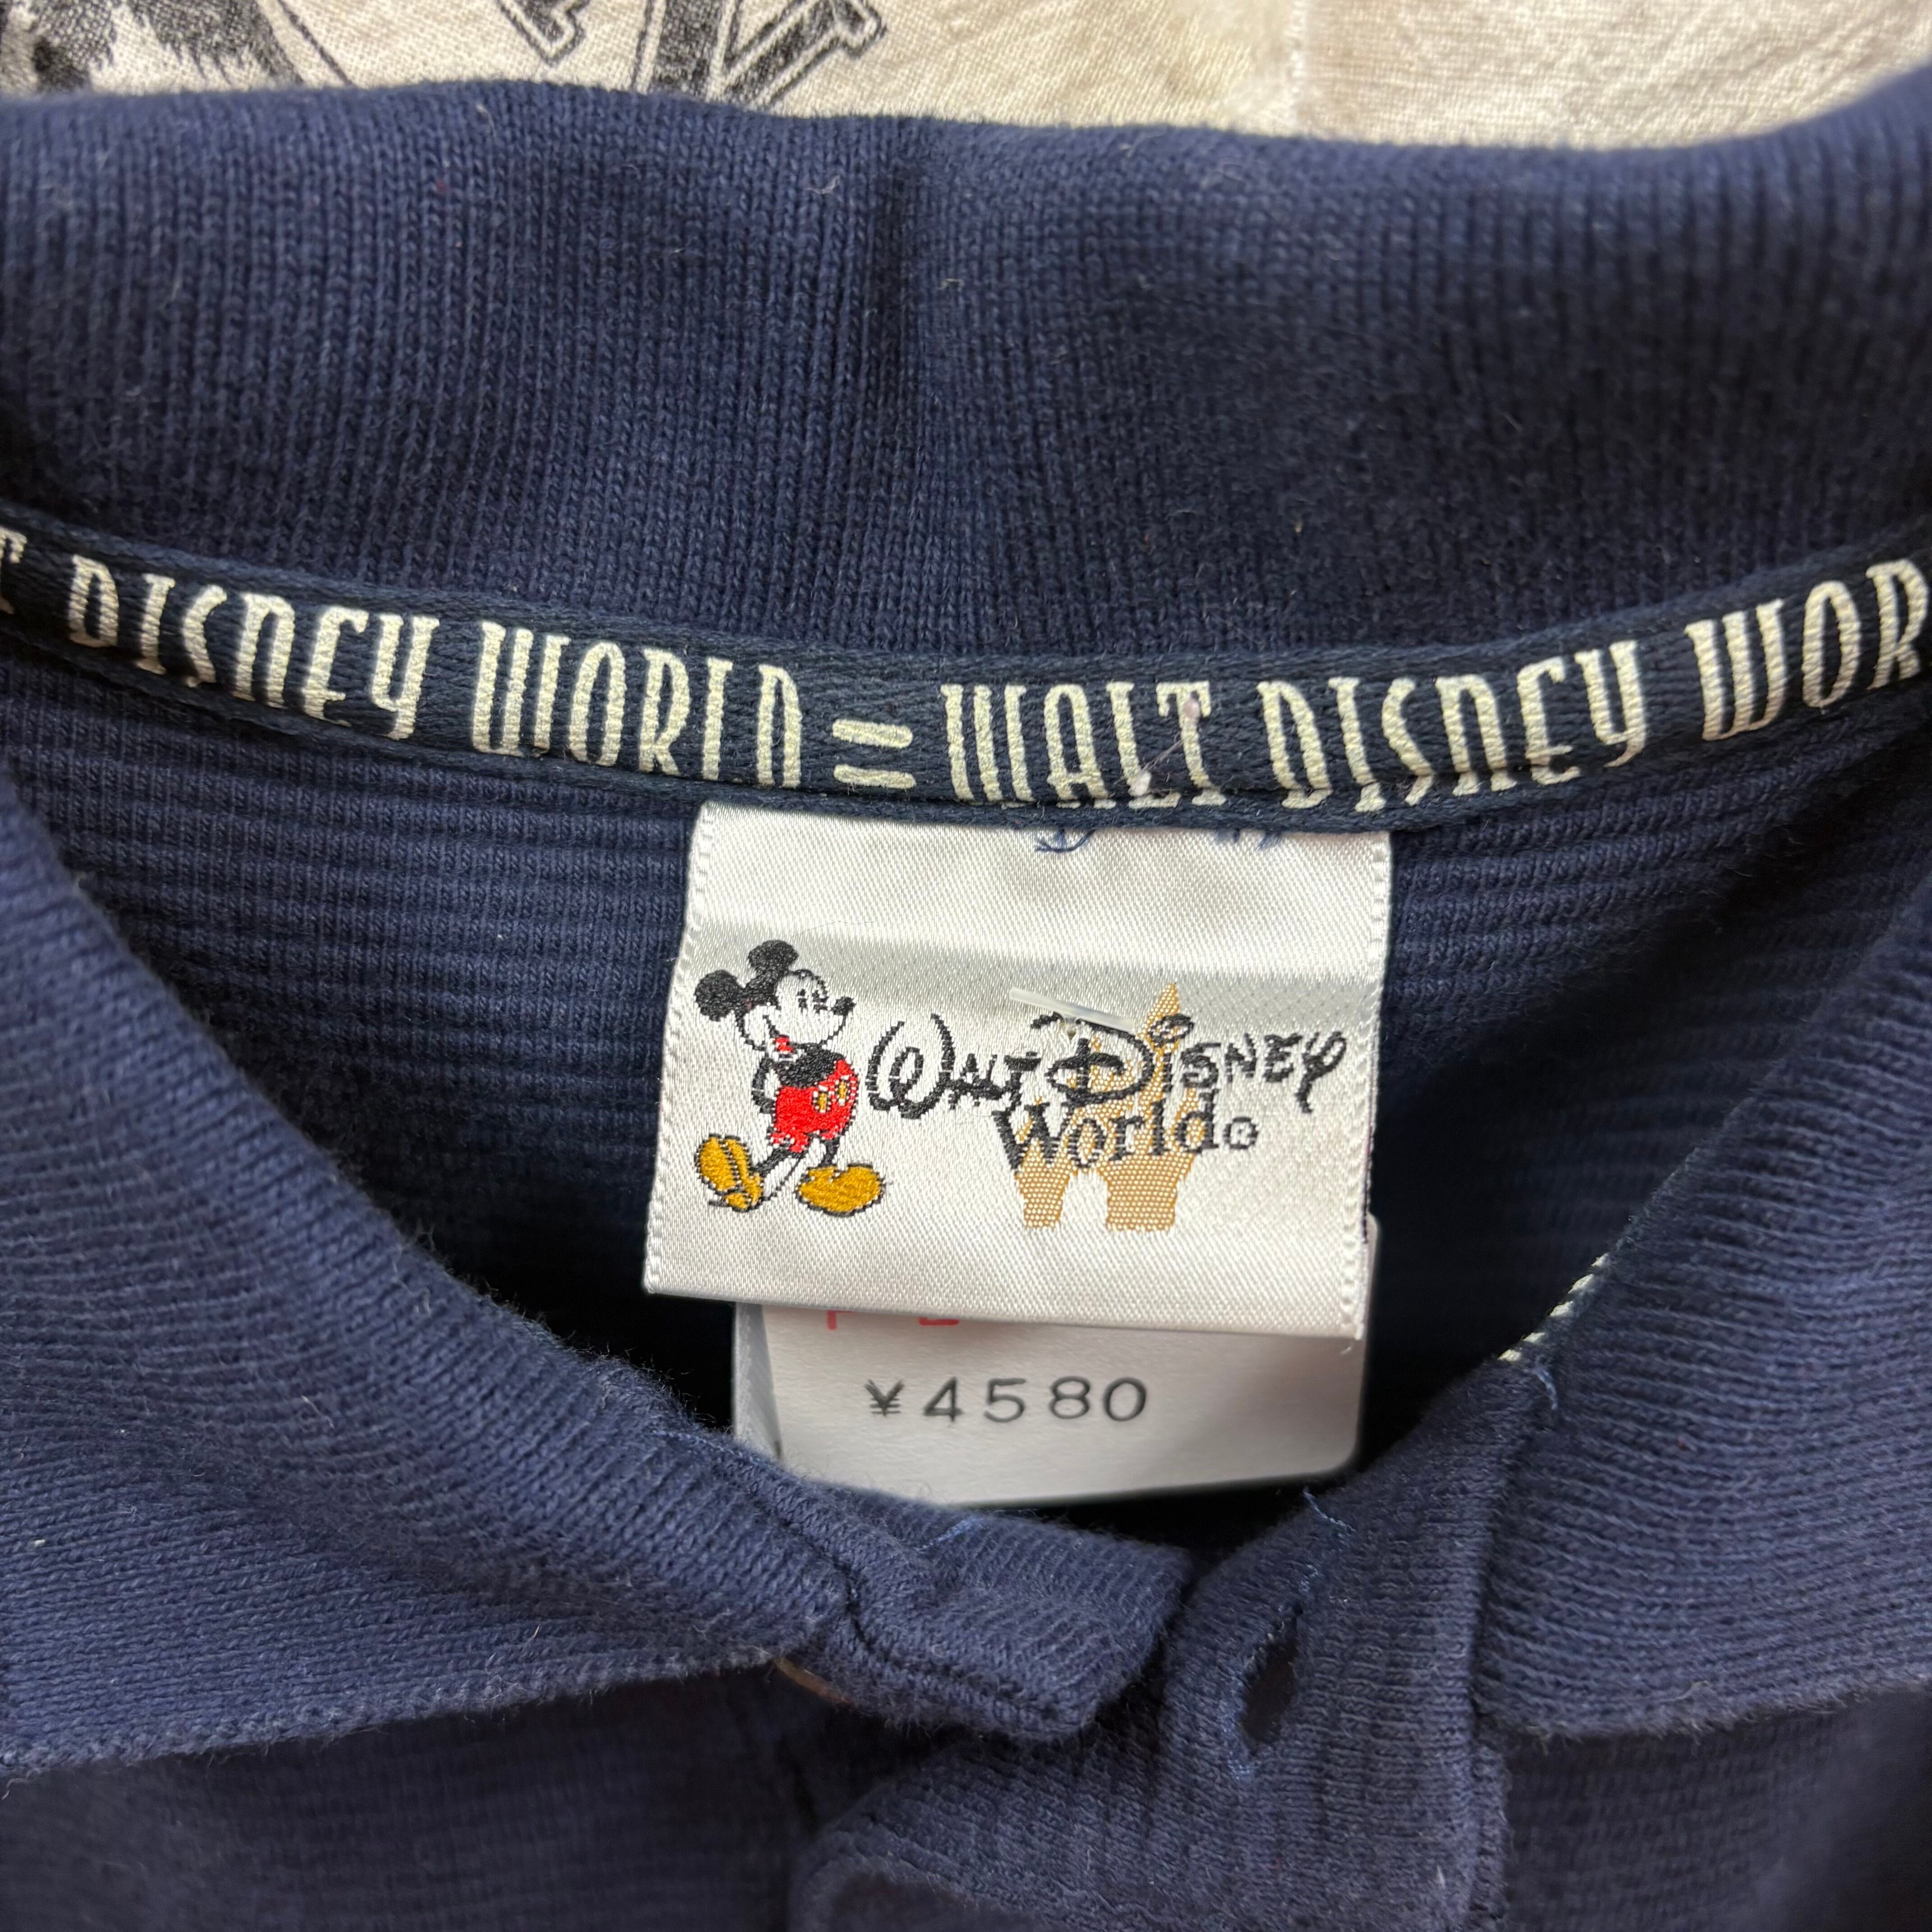 DISNEY WORLD = WALT DISNEY WOR
WALT DISNEY
World®
¥4580